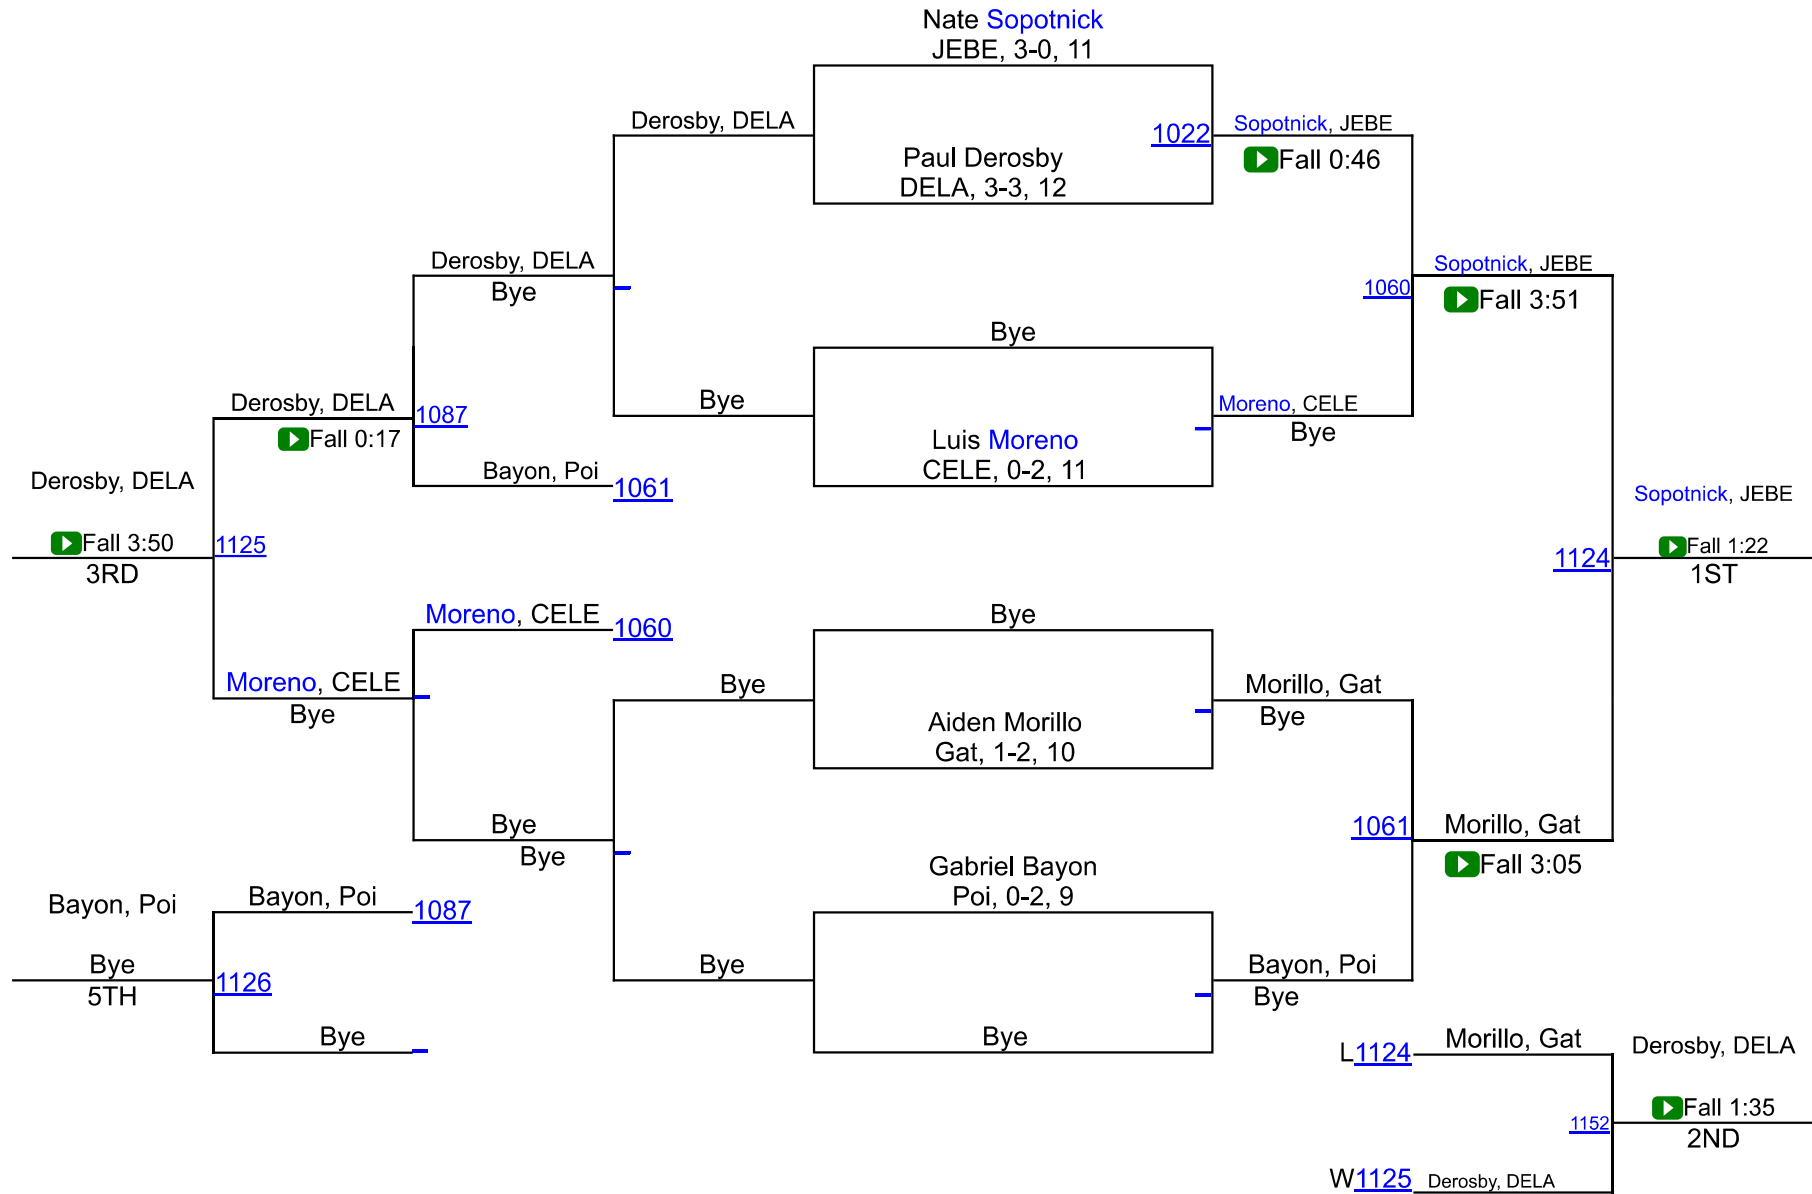 Nate Sopotnick
JEBE, 3-0, 11
Derosby, DELA
1022
Sopotnick, JEBE
Fall 0:46
Paul Derosby
DELA, 3-3, 12
Derosby, DELA
Bye
1060
Sopotnick, JEBE
Fall 3:51
Bye
Derosby, DELA
Fall 0:17
1087
Bye
Moreno, CELE
Bye
Luis Moreno
CELE, 0-2, 11
Bayon, Poi
1061
Derosby, DELA
Fall 3:50
3RD
1125
1124
Sopotnick, JEBE
Fall 1:22
1ST
Moreno, CELE
1060
Bye
Moreno, CELE
Bye
Bye
Morillo, Gat
Bye
Aiden Morillo
Gat, 1-2, 10
Bye
Bye
1061
Morillo, Gat
Fall 3:05
Gabriel Bayon
Poi, 0-2, 9
Bayon, Poi
Bayon, Poi
1087
Bye
5TH
1126
Bye
Bayon, Poi
Bye
Bye
Bye
L1124
Morillo, Gat
Derosby, DELA
1152
Fall 1:35
2ND
W1125
Derosby, DELA